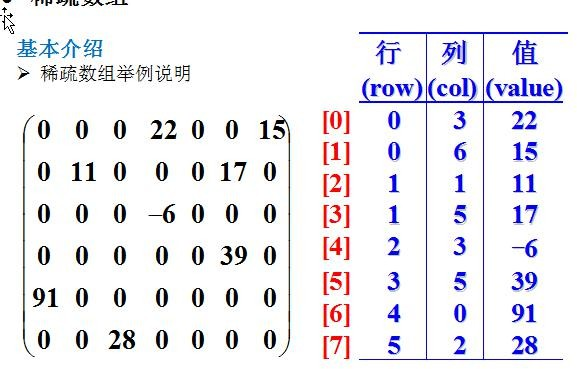 稀疏数组
基本介绍
稀疏数组举例说明
0 0 0 22 0 0 15
0 11 0 0 0 17 0
0 0 0 –6 0 0 0
0 0 0 0 0 39 0
91 0 0 0 0 0 0
0 0 28 0 0 0 0
行 列 值
(row) (col) (value)
[0] 0 3 22
[1] 0 6 15
[2] 1 1 11
[3] 1 5 17
[4] 2 3 –6
[5] 3 5 39
[6] 4 0 91
[7] 5 2 28